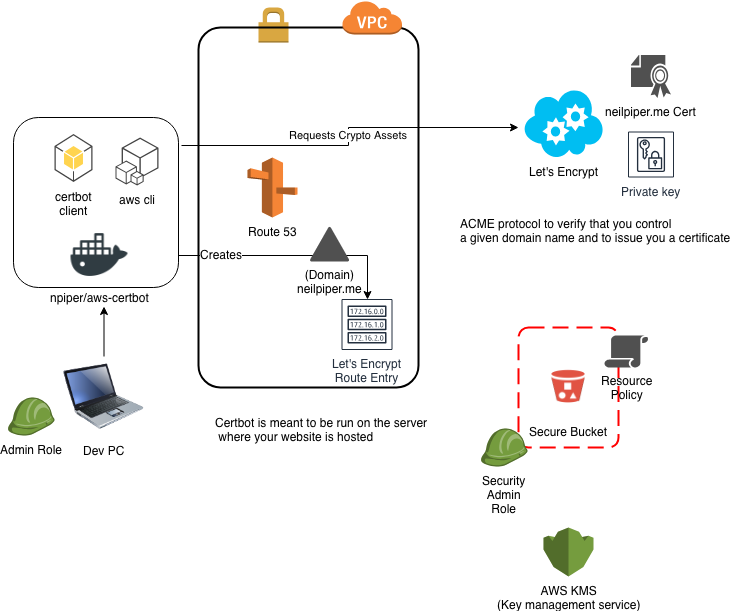 VPC
neilpiper.me Cert
Requests Crypto Assets
Let's Encrypt
certbot
client
aws cli
Private key
Route 53
ACME protocol to verify that you control
a given domain name and to issue you a certificate
Creates
(Domain)
neilpiper.me
npiper/aws-certbot
172.16.0.0
172.16.1.0
172.16.2.0
Let's Encrypt
Route Entry
Resource
Policy
Certbot is meant to be run on the server
where your website is hosted
Secure Bucket
Admin Role
Dev PC
Security
Admin
Role
AWS KMS
(Key management service)